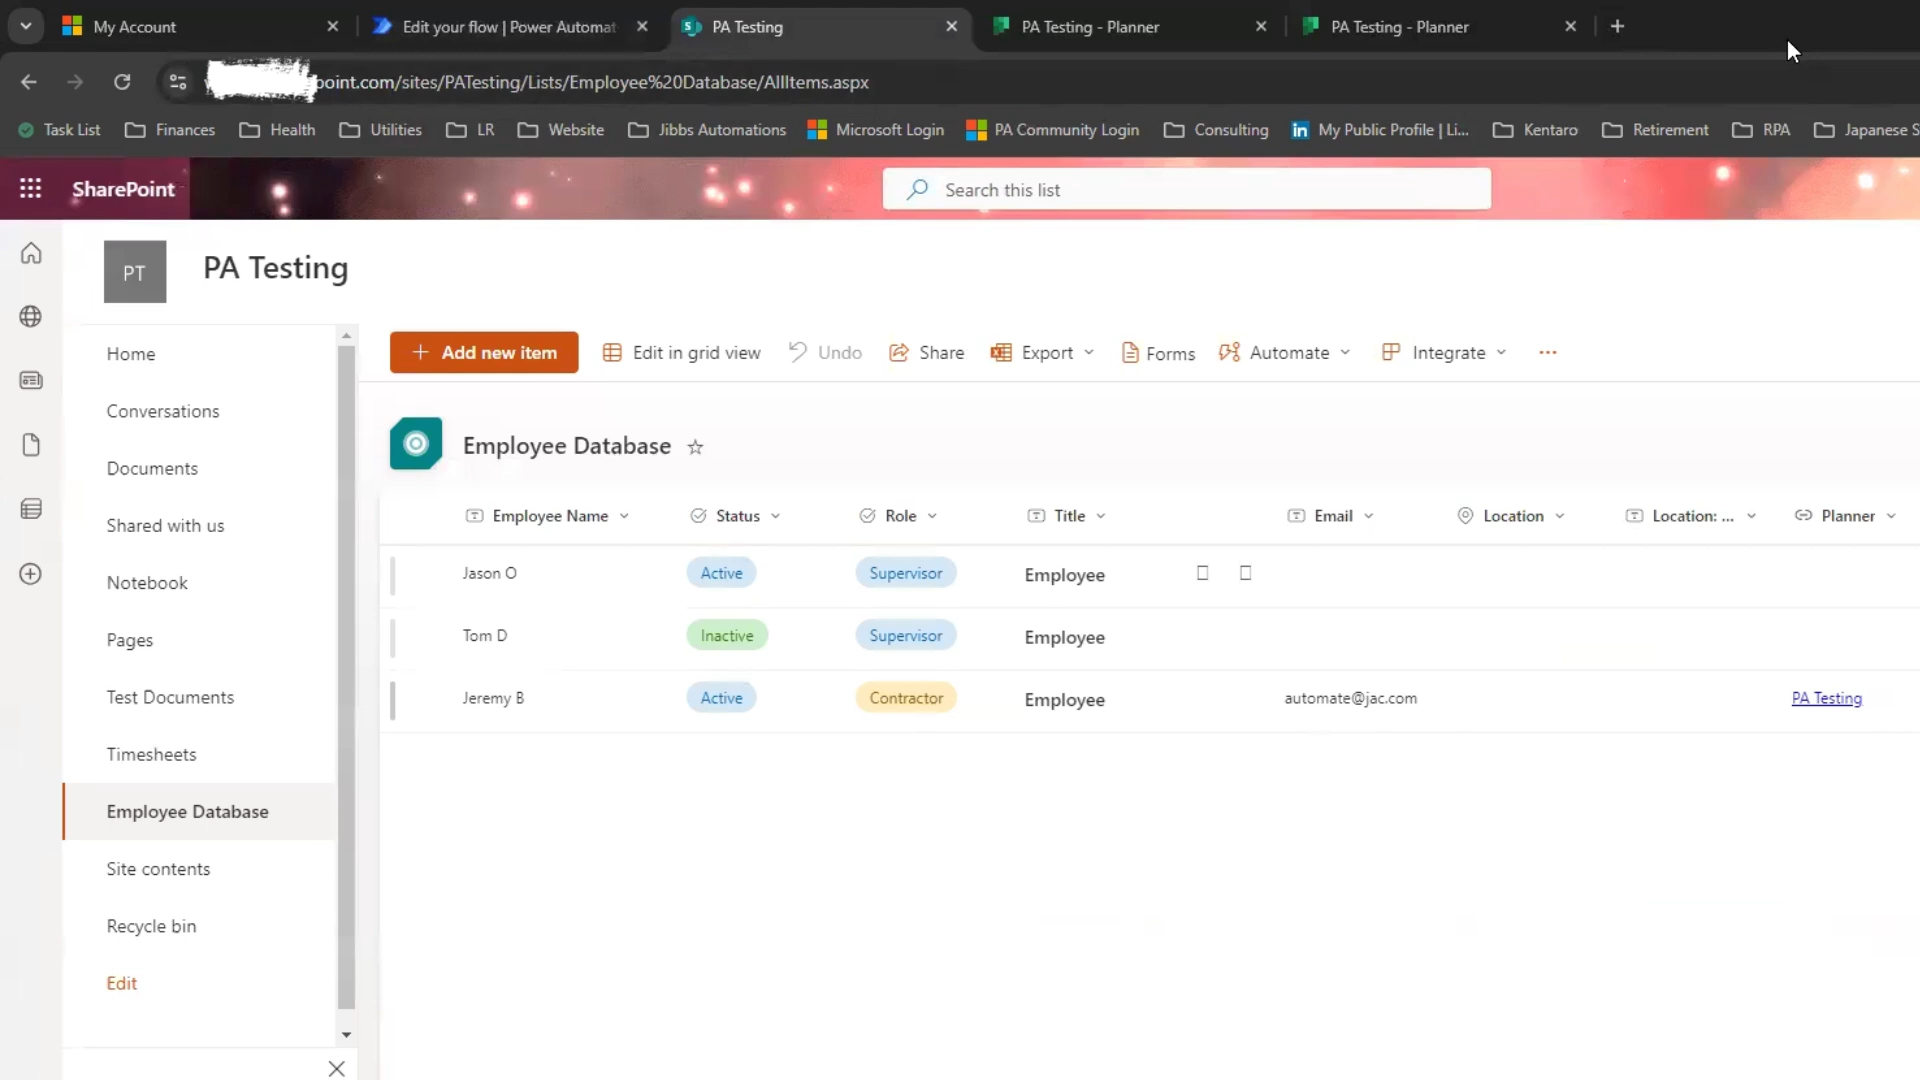 My Account
Edit your flow | Power Automat
PA Testing
PA Testing - Planner
PA Testing - Planner
point.com/sites/PATesting/Lists/Employee%20Database/AllItems.aspx
Task List Finances Health Utilities LR Website Jibbs Automations Microsoft Login PA Community Login Consulting My Public Profile | Li... Kentaro Retirement RPA Japanese S
SharePoint
Search this list
PT
PA Testing
Home
Conversations
Documents
Shared with us
Notebook
Pages
Test Documents
Timesheets
Employee Database
Site contents
Recycle bin
Edit
Add new item Edit in grid view Undo Share Export Forms Automate Integrate ...
Employee Database
Employee Name Status Role Title Email Location Location: ... Planner
Jason O Active Supervisor Employee
Tom D Inactive Supervisor Employee
Jeremy B Active Contractor Employee automate@jac.com PA Testing